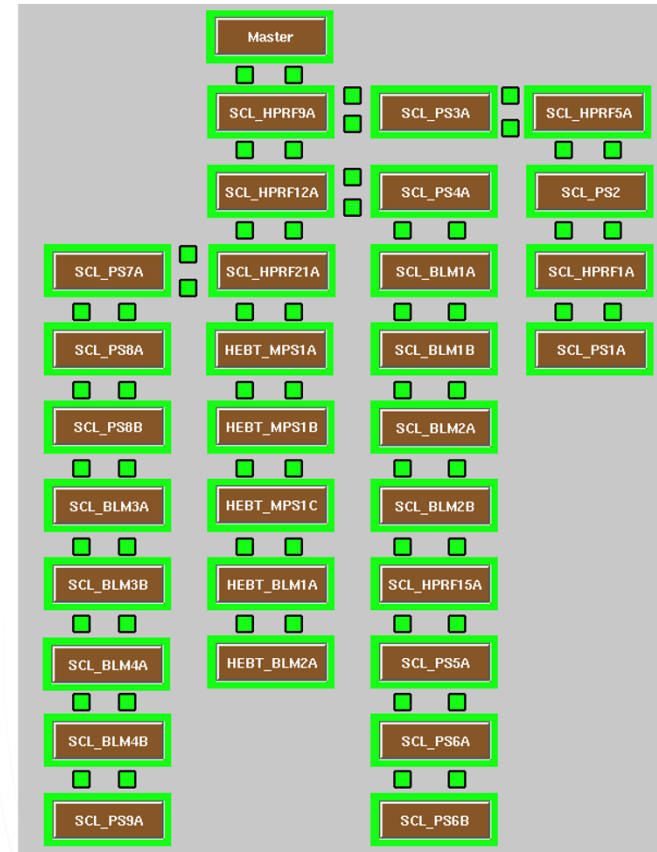 Master
SCL_HPRF9A SCL_PS3A SCL_HPRF5A
SCL_HPRF12A SCL_PS4A SCL_PS2
SCL_PS7A SCL_HPRF21A SCL_BLM1A SCL_HPRF1A
SCL_PS8A HEBT_MPS1A SCL_BLM1B SCL_PS1A
SCL_PS8B HEBT_MPS1B SCL_BLM2A
SCL_BLM3A HEBT_MPS1C SCL_BLM2B
SCL_BLM3B HEBT_BLM1A SCL_HPRF15A
SCL_BLM4A HEBT_BLM2A SCL_PS5A
SCL_BLM4B SCL_PS6A
SCL_PS9A SCL_PS6B